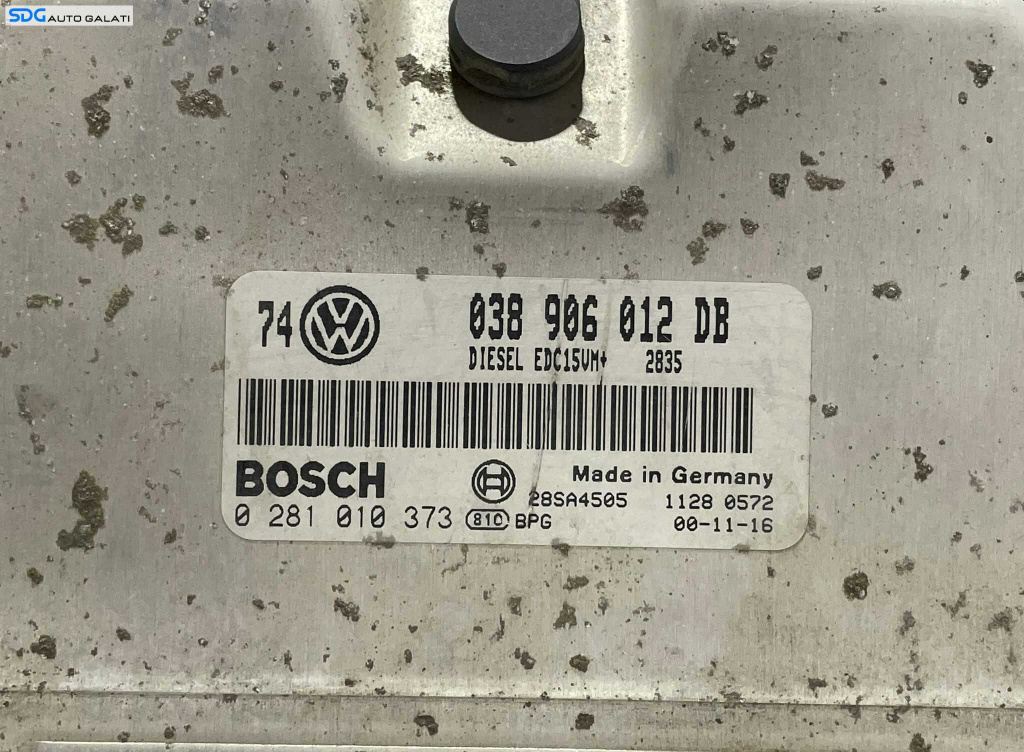 SDG AUTO GALATI
74 VW 038 906 012 DB
DIESEL EDC15VM+ 2835
BOSCH
Made in Germany
28SA4505 1128 0572
0 281 010 373 810 BPG 00-11-16